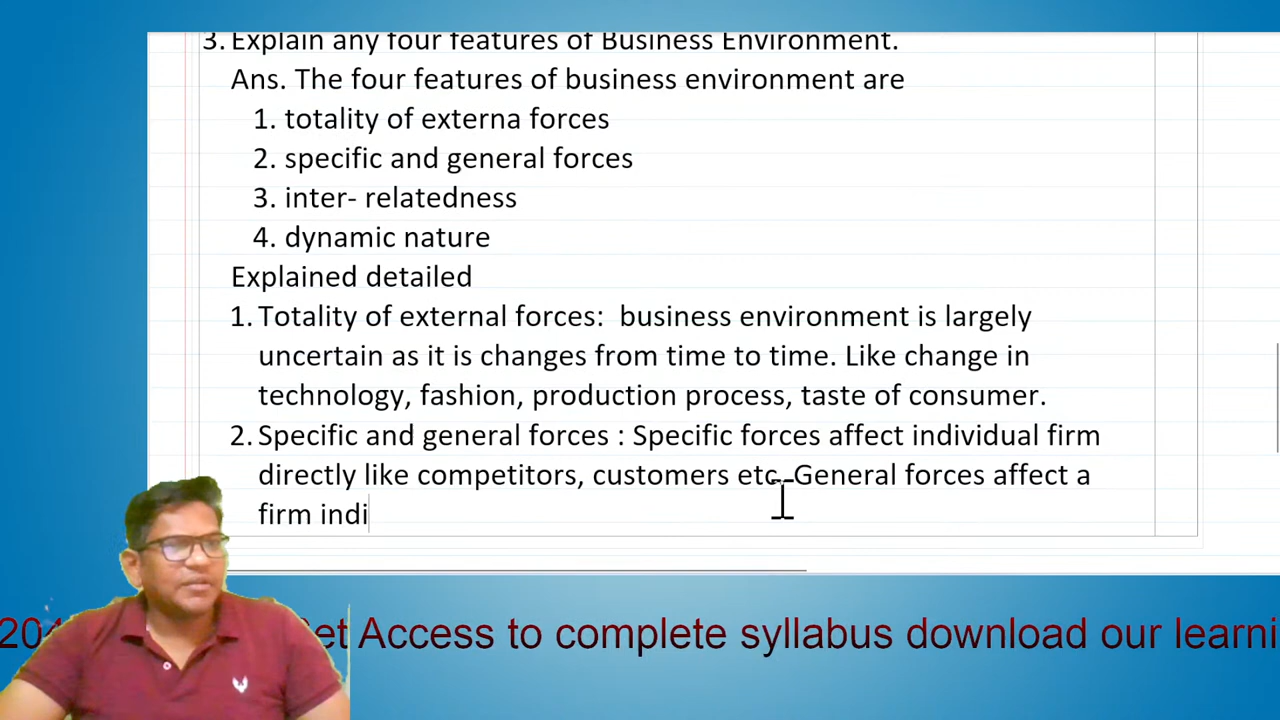 3. Explain any four features of Business Environment.
Ans. The four features of business environment are
1. totality of externa forces
2. specific and general forces
3. inter- relatedness
4. dynamic nature
Explained detailed
1. Totality of external forces:  business environment is largely
uncertain as it is changes from time to time. Like change in
technology, fashion, production process, taste of consumer.
2. Specific and general forces : Specific forces affect individual firm
directly like competitors, customers etc. General forces affect a
firm indi
Access to complete syllabus download our